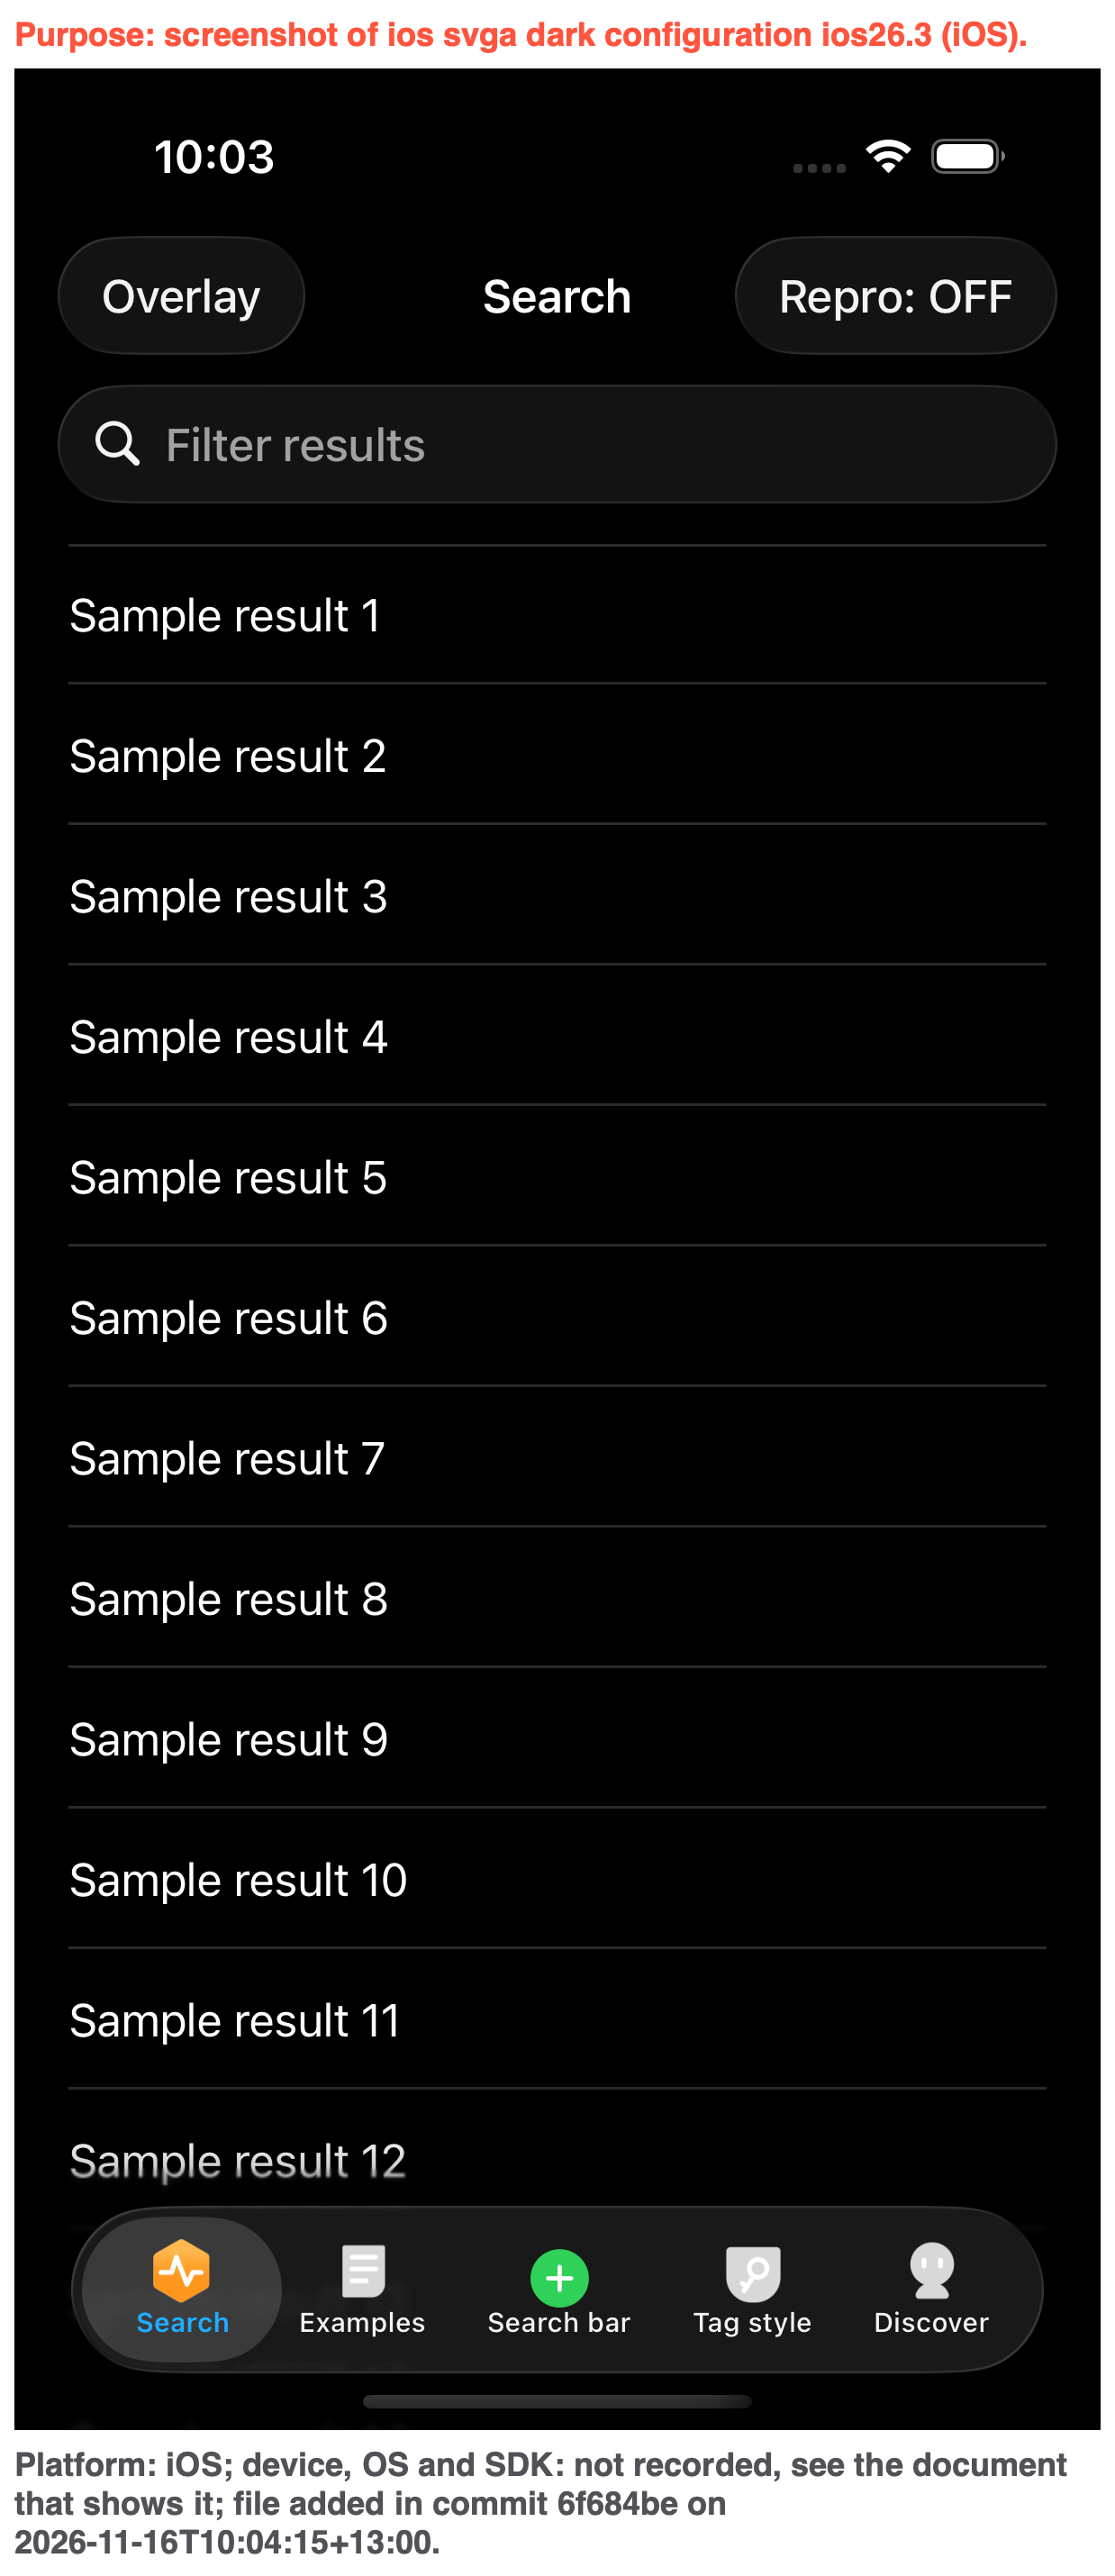 Purpose: screenshot of ios svga dark configuration ios26.3 (iOS).
10:03
Overlay
Search
Repro: OFF
Filter results
Sample result 1
Sample result 2
Sample result 3
Sample result 4
Sample result 5
Sample result 6
Sample result 7
Sample result 8
Sample result 9
Sample result 10
Sample result 11
Sample result 12
Search
Examples
Search bar
Tag style
Discover
Platform: iOS; device, OS and SDK: not recorded, see the document
that shows it; file added in commit 6f684be on
2026-11-16T10:04:15+13:00.